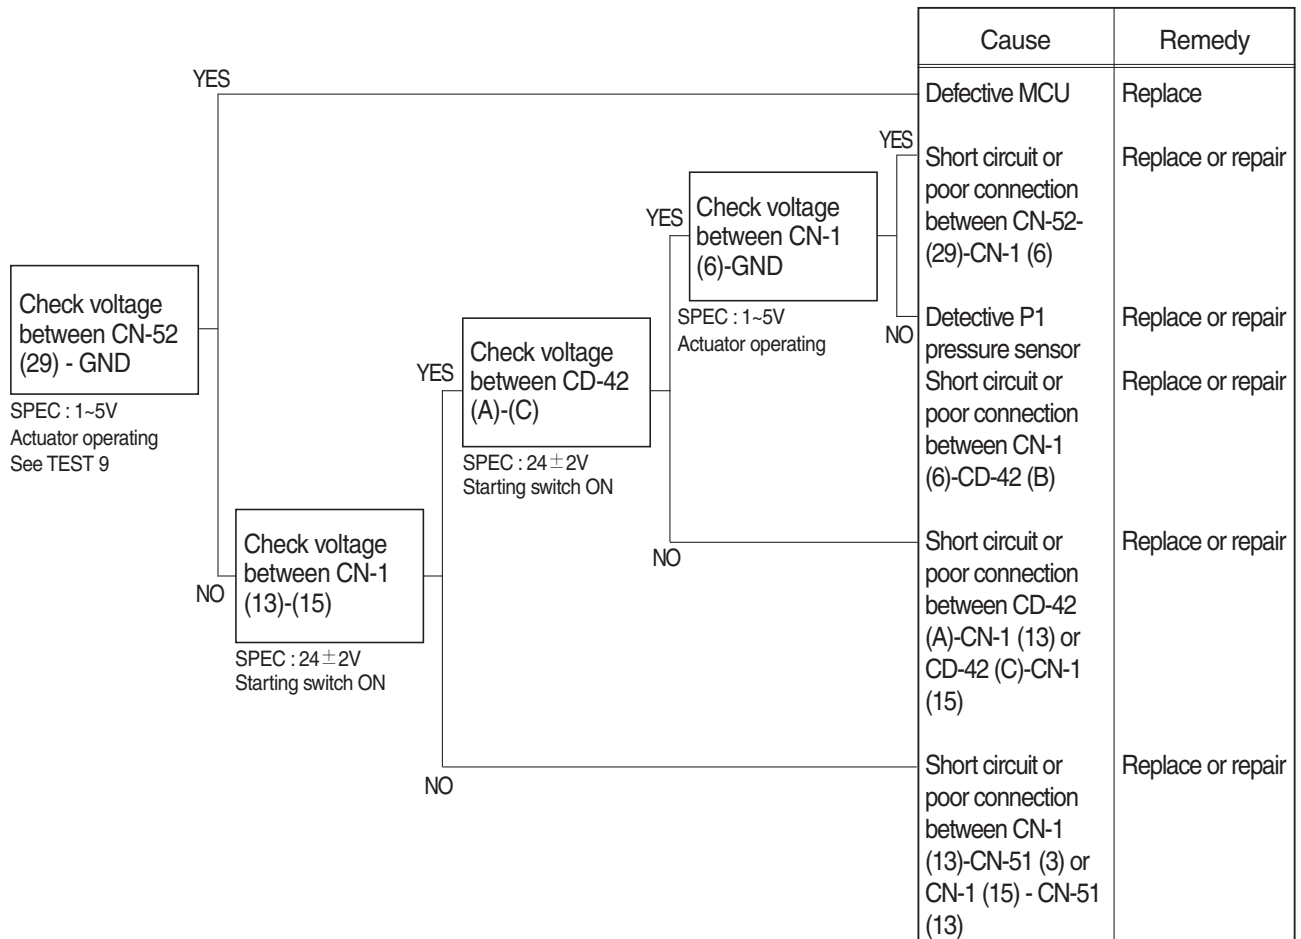 Cause
Remedy
YES
Defective MCU
Replace
YES
Short circuit or
poor connection
between CN-52-
(29)-CN-1 (6)
Replace or repair
YES
Check voltage
between CN-1
(6)-GND
SPEC : 1~5V
Actuator operating
NO
Detective P1
pressure sensor
Replace or repair
Short circuit or
poor connection
between CN-1
(6)-CD-42 (B)
Replace or repair
Check voltage
between CN-52
(29) - GND
SPEC : 1~5V
Actuator operating
See TEST 9
YES
Check voltage
between CD-42
(A)-(C)
SPEC : 24±2V
Starting switch ON
NO
Short circuit or
poor connection
between CD-42
(A)-CN-1 (13) or
CD-42 (C)-CN-1
(15)
Replace or repair
NO
Check voltage
between CN-1
(13)-(15)
SPEC : 24±2V
Starting switch ON
NO
Short circuit or
poor connection
between CN-1
(13)-CN-51 (3) or
CN-1 (15) - CN-51
(13)
Replace or repair